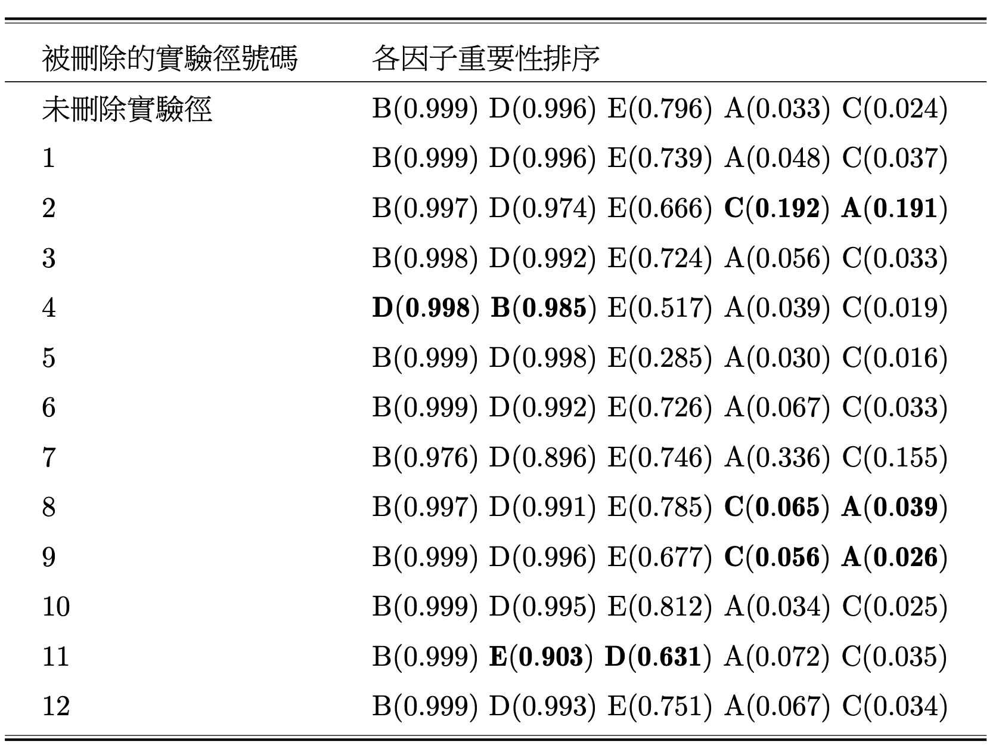 被刪除的實驗徑號碼 各因子重要性排序
未刪除實驗徑 B(0.999) D(0.996) E(0.796) A(0.033) C(0.024)
1 B(0.999) D(0.996) E(0.739) A(0.048) C(0.037)
2 B(0.997) D(0.974) E(0.666) C(0.192) A(0.191)
3 B(0.998) D(0.992) E(0.724) A(0.056) C(0.033)
4 D(0.998) B(0.985) E(0.517) A(0.039) C(0.019)
5 B(0.999) D(0.998) E(0.285) A(0.030) C(0.016)
6 B(0.999) D(0.992) E(0.726) A(0.067) C(0.033)
7 B(0.976) D(0.896) E(0.746) A(0.336) C(0.155)
8 B(0.997) D(0.991) E(0.785) C(0.065) A(0.039)
9 B(0.999) D(0.996) E(0.677) C(0.056) A(0.026)
10 B(0.999) D(0.995) E(0.812) A(0.034) C(0.025)
11 B(0.999) E(0.903) D(0.631) A(0.072) C(0.035)
12 B(0.999) D(0.993) E(0.751) A(0.067) C(0.034)